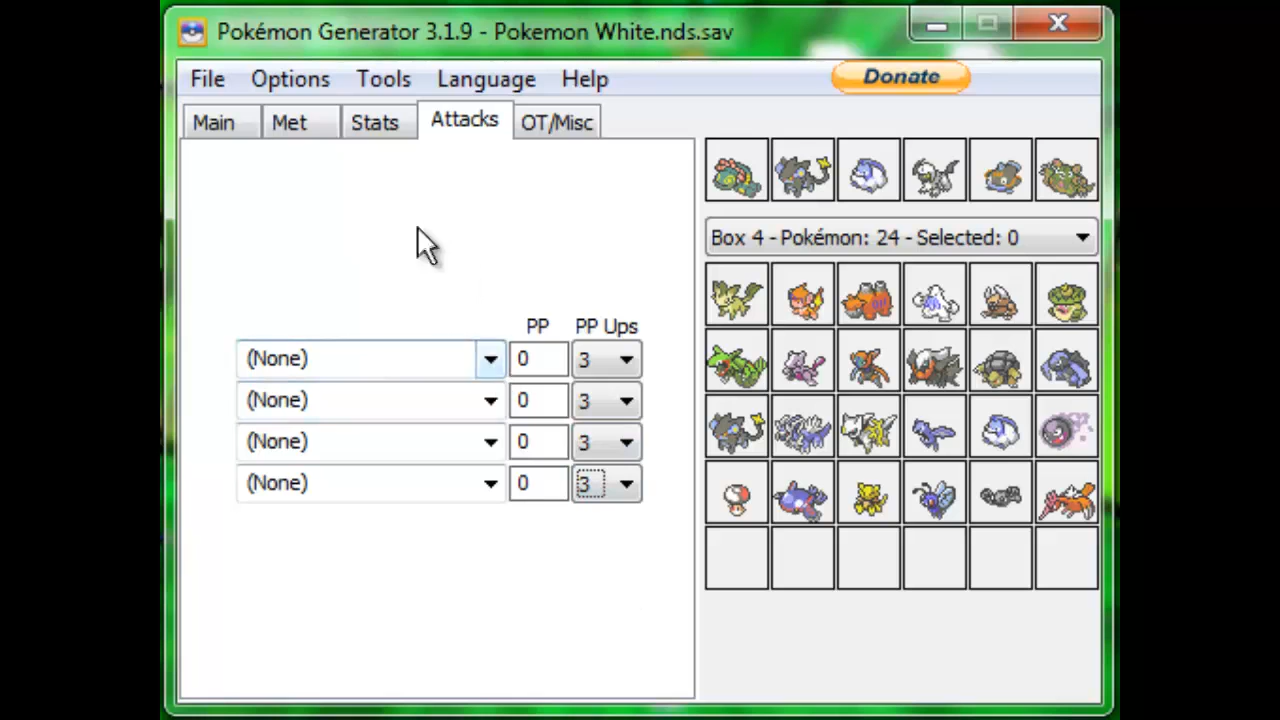 Pokémon Generator 3.1.9 - Pokemon White.nds.sav
File Options Tools Language Help Donate
Main Met Stats Attacks OT/Misc
Box 4 - Pokémon: 24 - Selected: 0
PP PP Ups
(None) 0 3
(None) 0 3
(None) 0 3
(None) 0 3